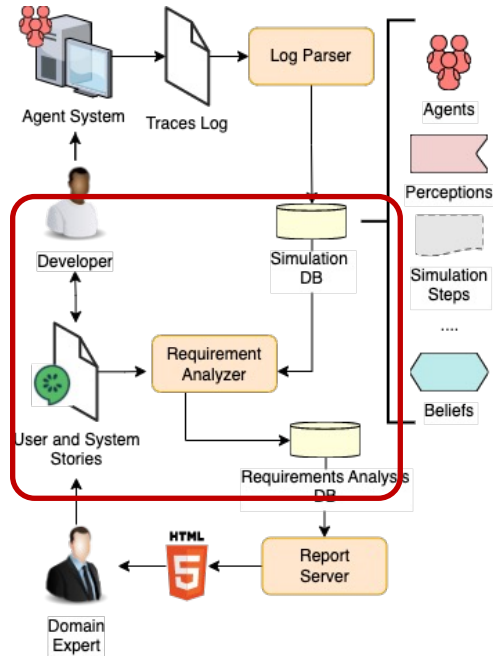 Log Parser
Agent System
Traces Log
Agents
Perceptions
Developer
Simulation
DB
Simulation
Steps
....
Requirement
Analyzer
Beliefs
User and System
Stories
Requirements Analysis
DB
HTML
5
Report
Server
Domain
Expert